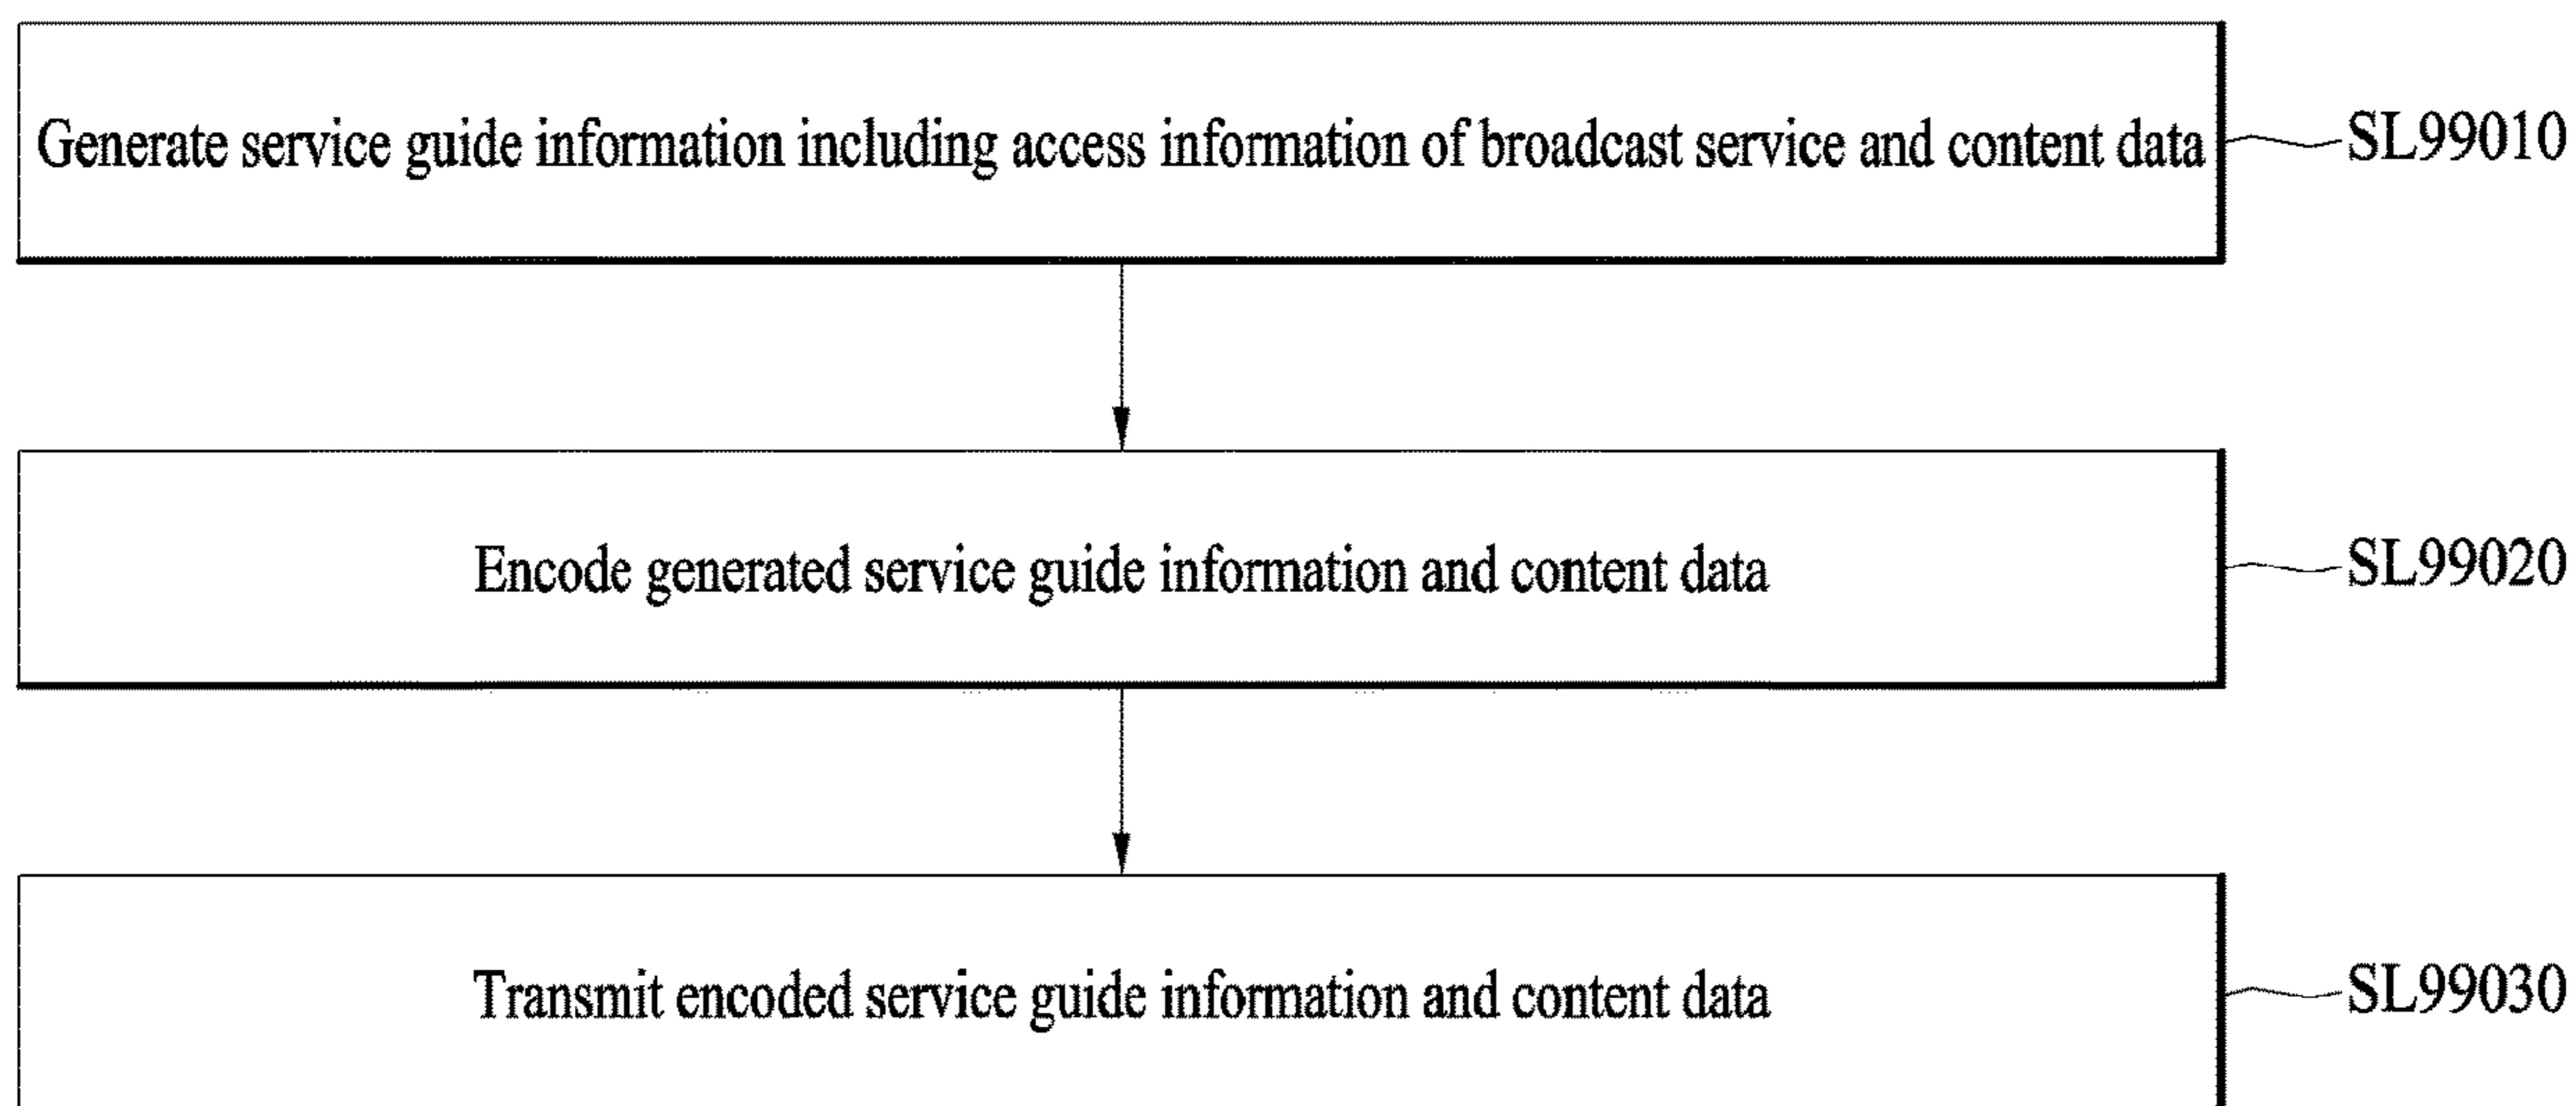 Generate service guide information including access information of broadcast service and content data
SL99010
Encode generated service guide information and content data
SL99020
Transmit encoded service guide information and content data
SL99030